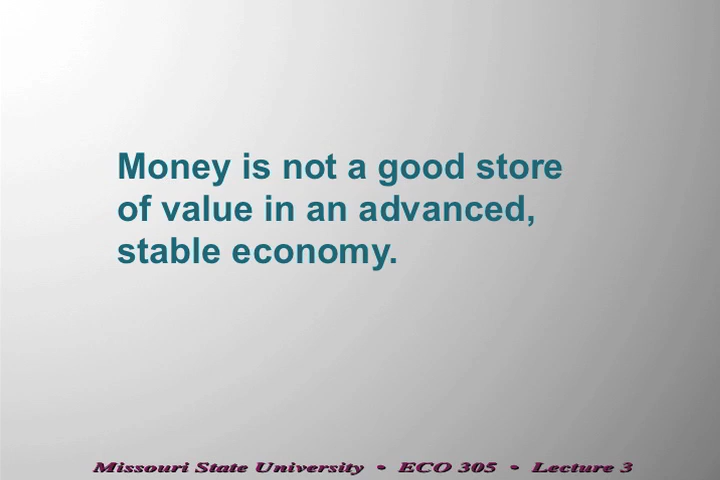 Money is not a good store
of value in an advanced,
stable economy.
Missouri State University • ECO 305 • Lecture 3